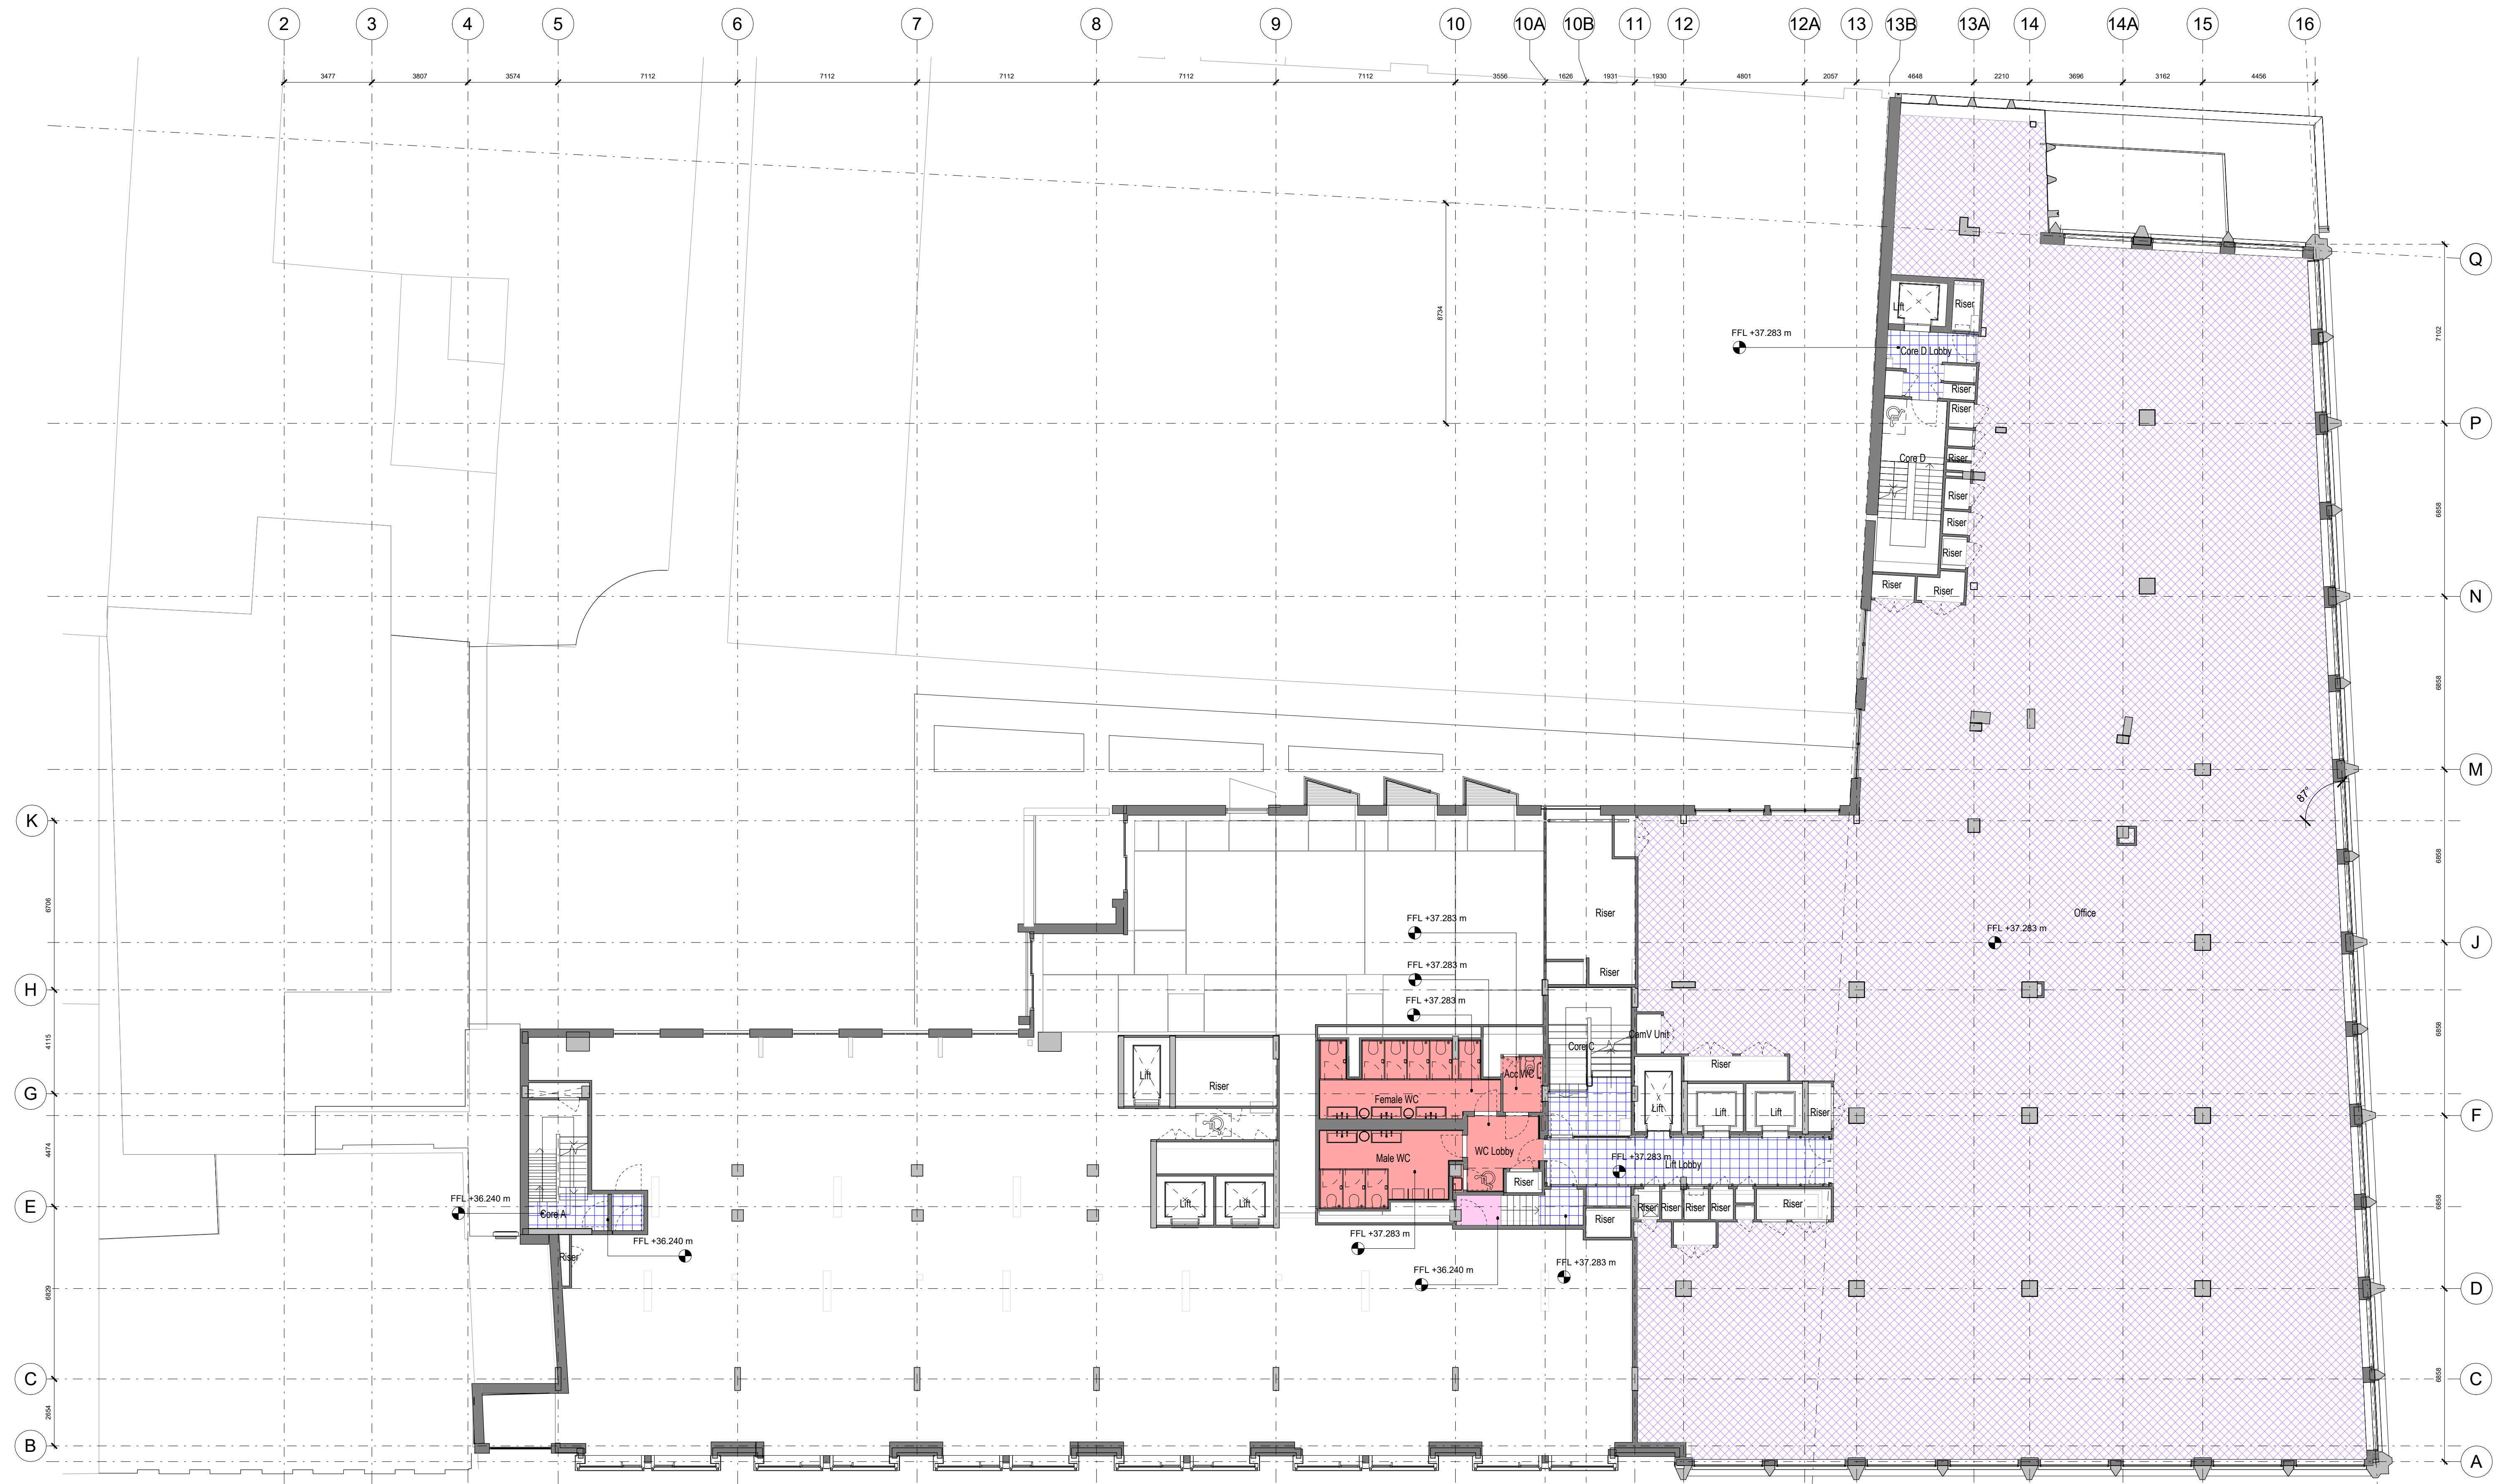 2 3 4 5 6 7 8 9 10 10A 10B 11 12 12A 13 13B 13A 14 14A 15 16
3477 3807 3574 7112 7112 7112 7112 7112 3556 1626 1931 1930 4801 2057 4648 2210 3696 3162 4456
Q
Lift
Riser
8734
7102
FFL +37.283 m
Core D Lobby
Riser
Riser
P
Core D
Riser
Riser
6858
Riser
Riser
Riser
Riser
N
6858
M
87°
K
6858
6706
Riser
Office
FFL +37.283 m
FFL +37.283 m
J
FFL +37.283 m
Riser
H
FFL +37.283 m
CamV Unit
Core C
4115
6858
Riser
Acc WC
Lift
Riser
G
Female WC
Lift
Lift
Lift
Riser
F
4474
WC Lobby
Male WC
FFL +37.283 m
Lift Lobby
Riser
FFL +36.240 m
Lift
Lift
Riser
Riser
Riser
Riser
Riser
6858
E
Core A
Riser
FFL +37.283 m
FFL +36.240 m
Riser
FFL +37.283 m
FFL +36.240 m
D
6829
C
C
6858
2654
B
A